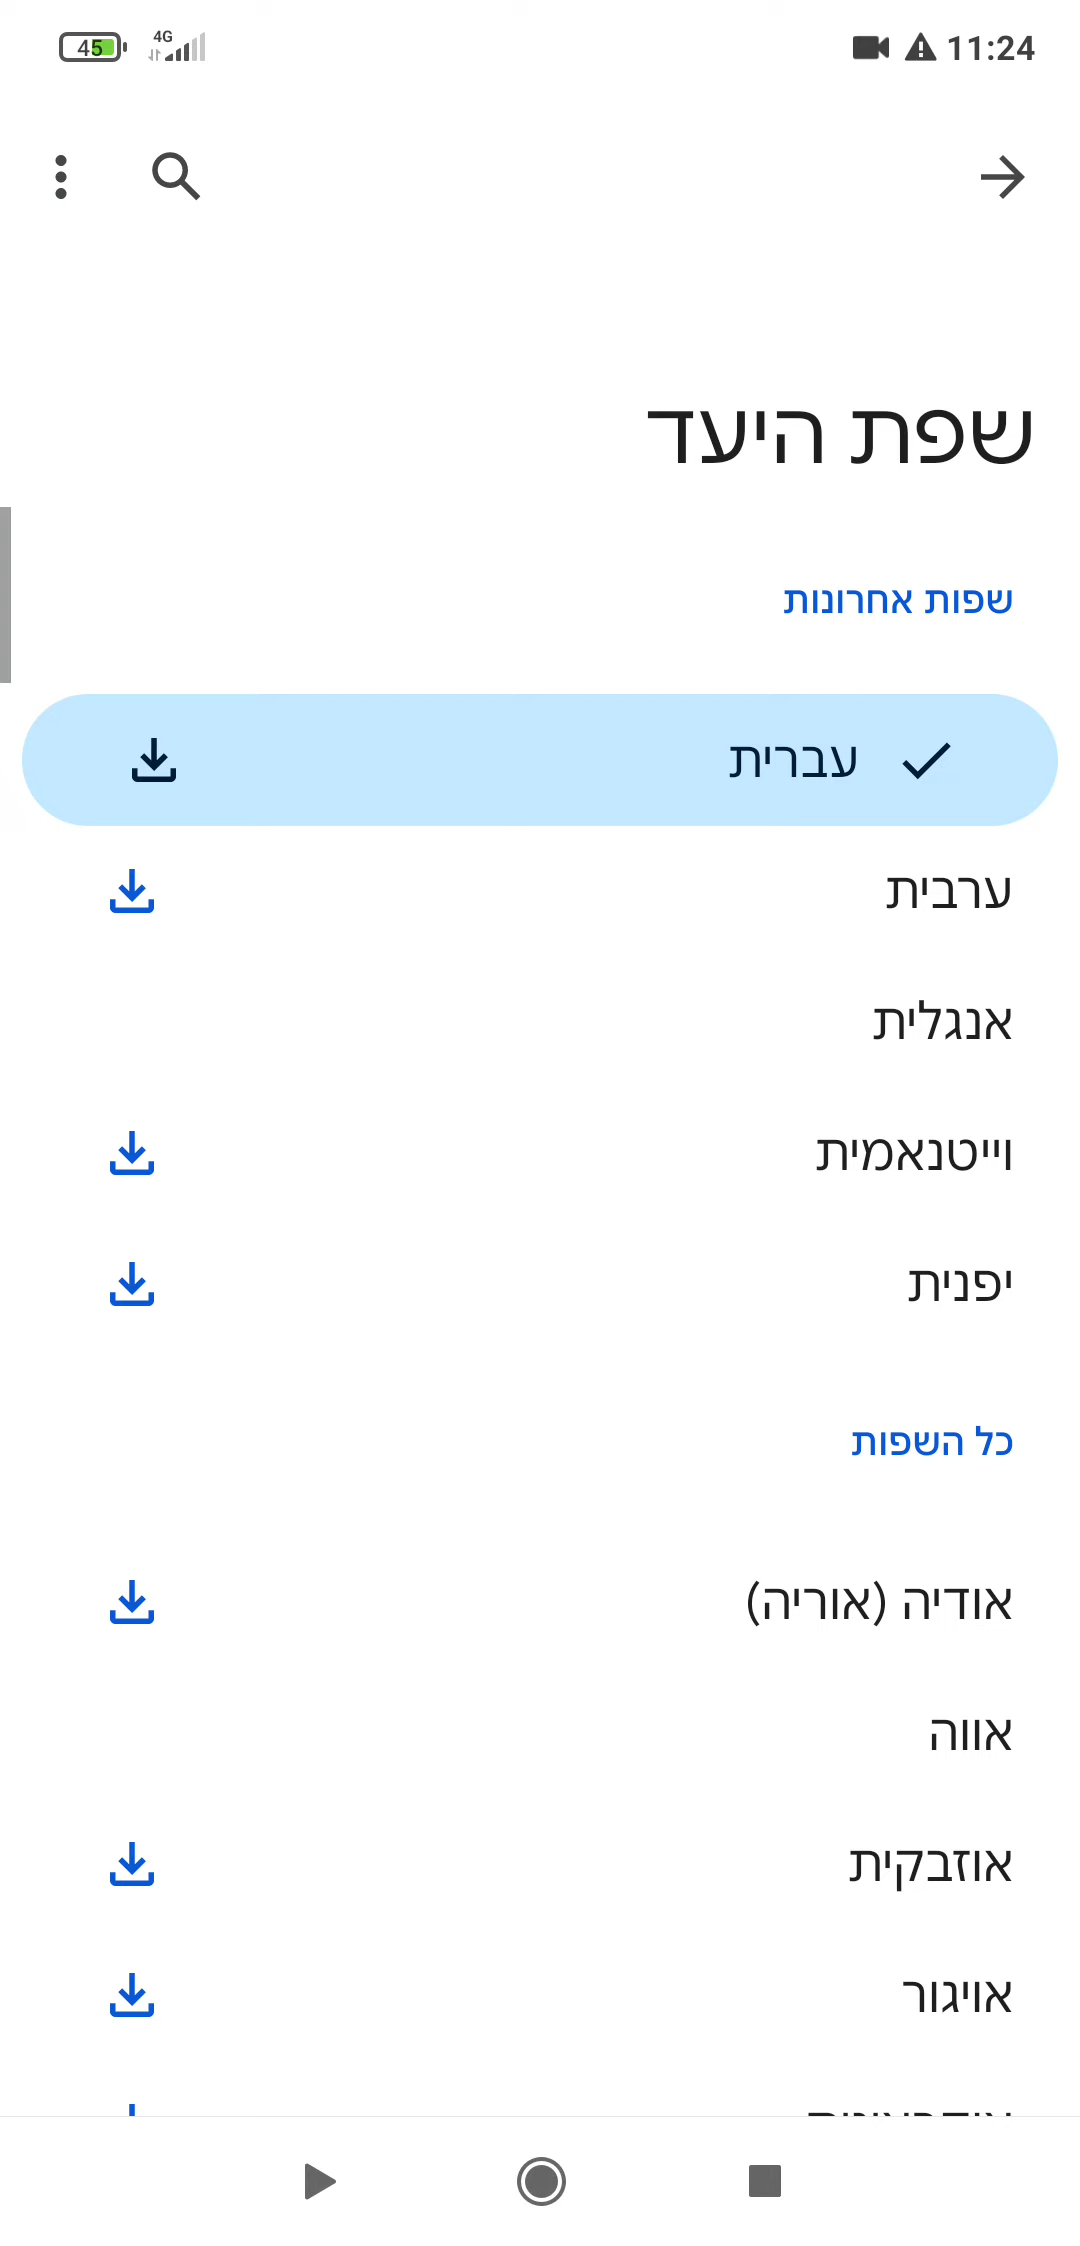 45 4G 11:24
שפת היעד
שפות אחרונות
עברית
ערבית
אנגלית
וייטנאמית
יפנית
כל השפות
אודיה (אוריה)
אווה
אוזבקית
אויגור